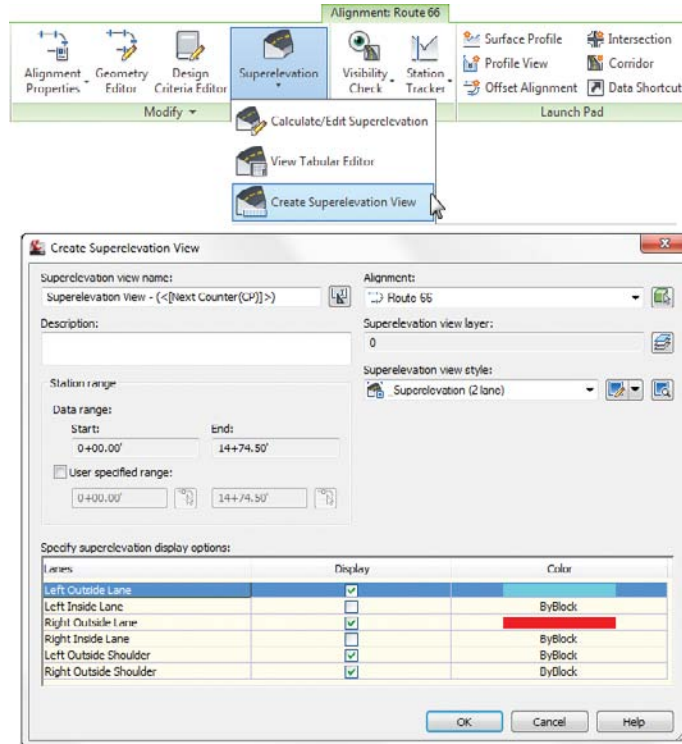 Alignment: Route 66
Alignment Properties
Geometry Editor
Design Criteria Editor
Superelevation
Visibility Check
Station Tracker
Surface Profile
Profile View
Offset Alignment
Intersection
Corridor
Data Shortcut
Modify
Launch Pad
Calculate/Edit Superelevation
View Tabular Editor
Create Superelevation View
Create Superelevation View
Superelevation view name:
Superelevation View - (<[Next Counter(CP)]>)
Alignment:
Route 66
Description:
Superelevation view layer:
0
Superelevation view style:
Superelevation (2 lane)
Station range
Data range:
Start: End:
0+00.00' 14+74.50'
User specified range:
0+00.00' 14+74.50'
Specify superelevation display options:
Lanes Display Color
Left Outside Lane
Left Inside Lane ByBlock
Right Outside Lane
Right Inside Lane ByBlock
Left Outside Shoulder ByBlock
Right Outside Shoulder ByBlock
OK Cancel Help